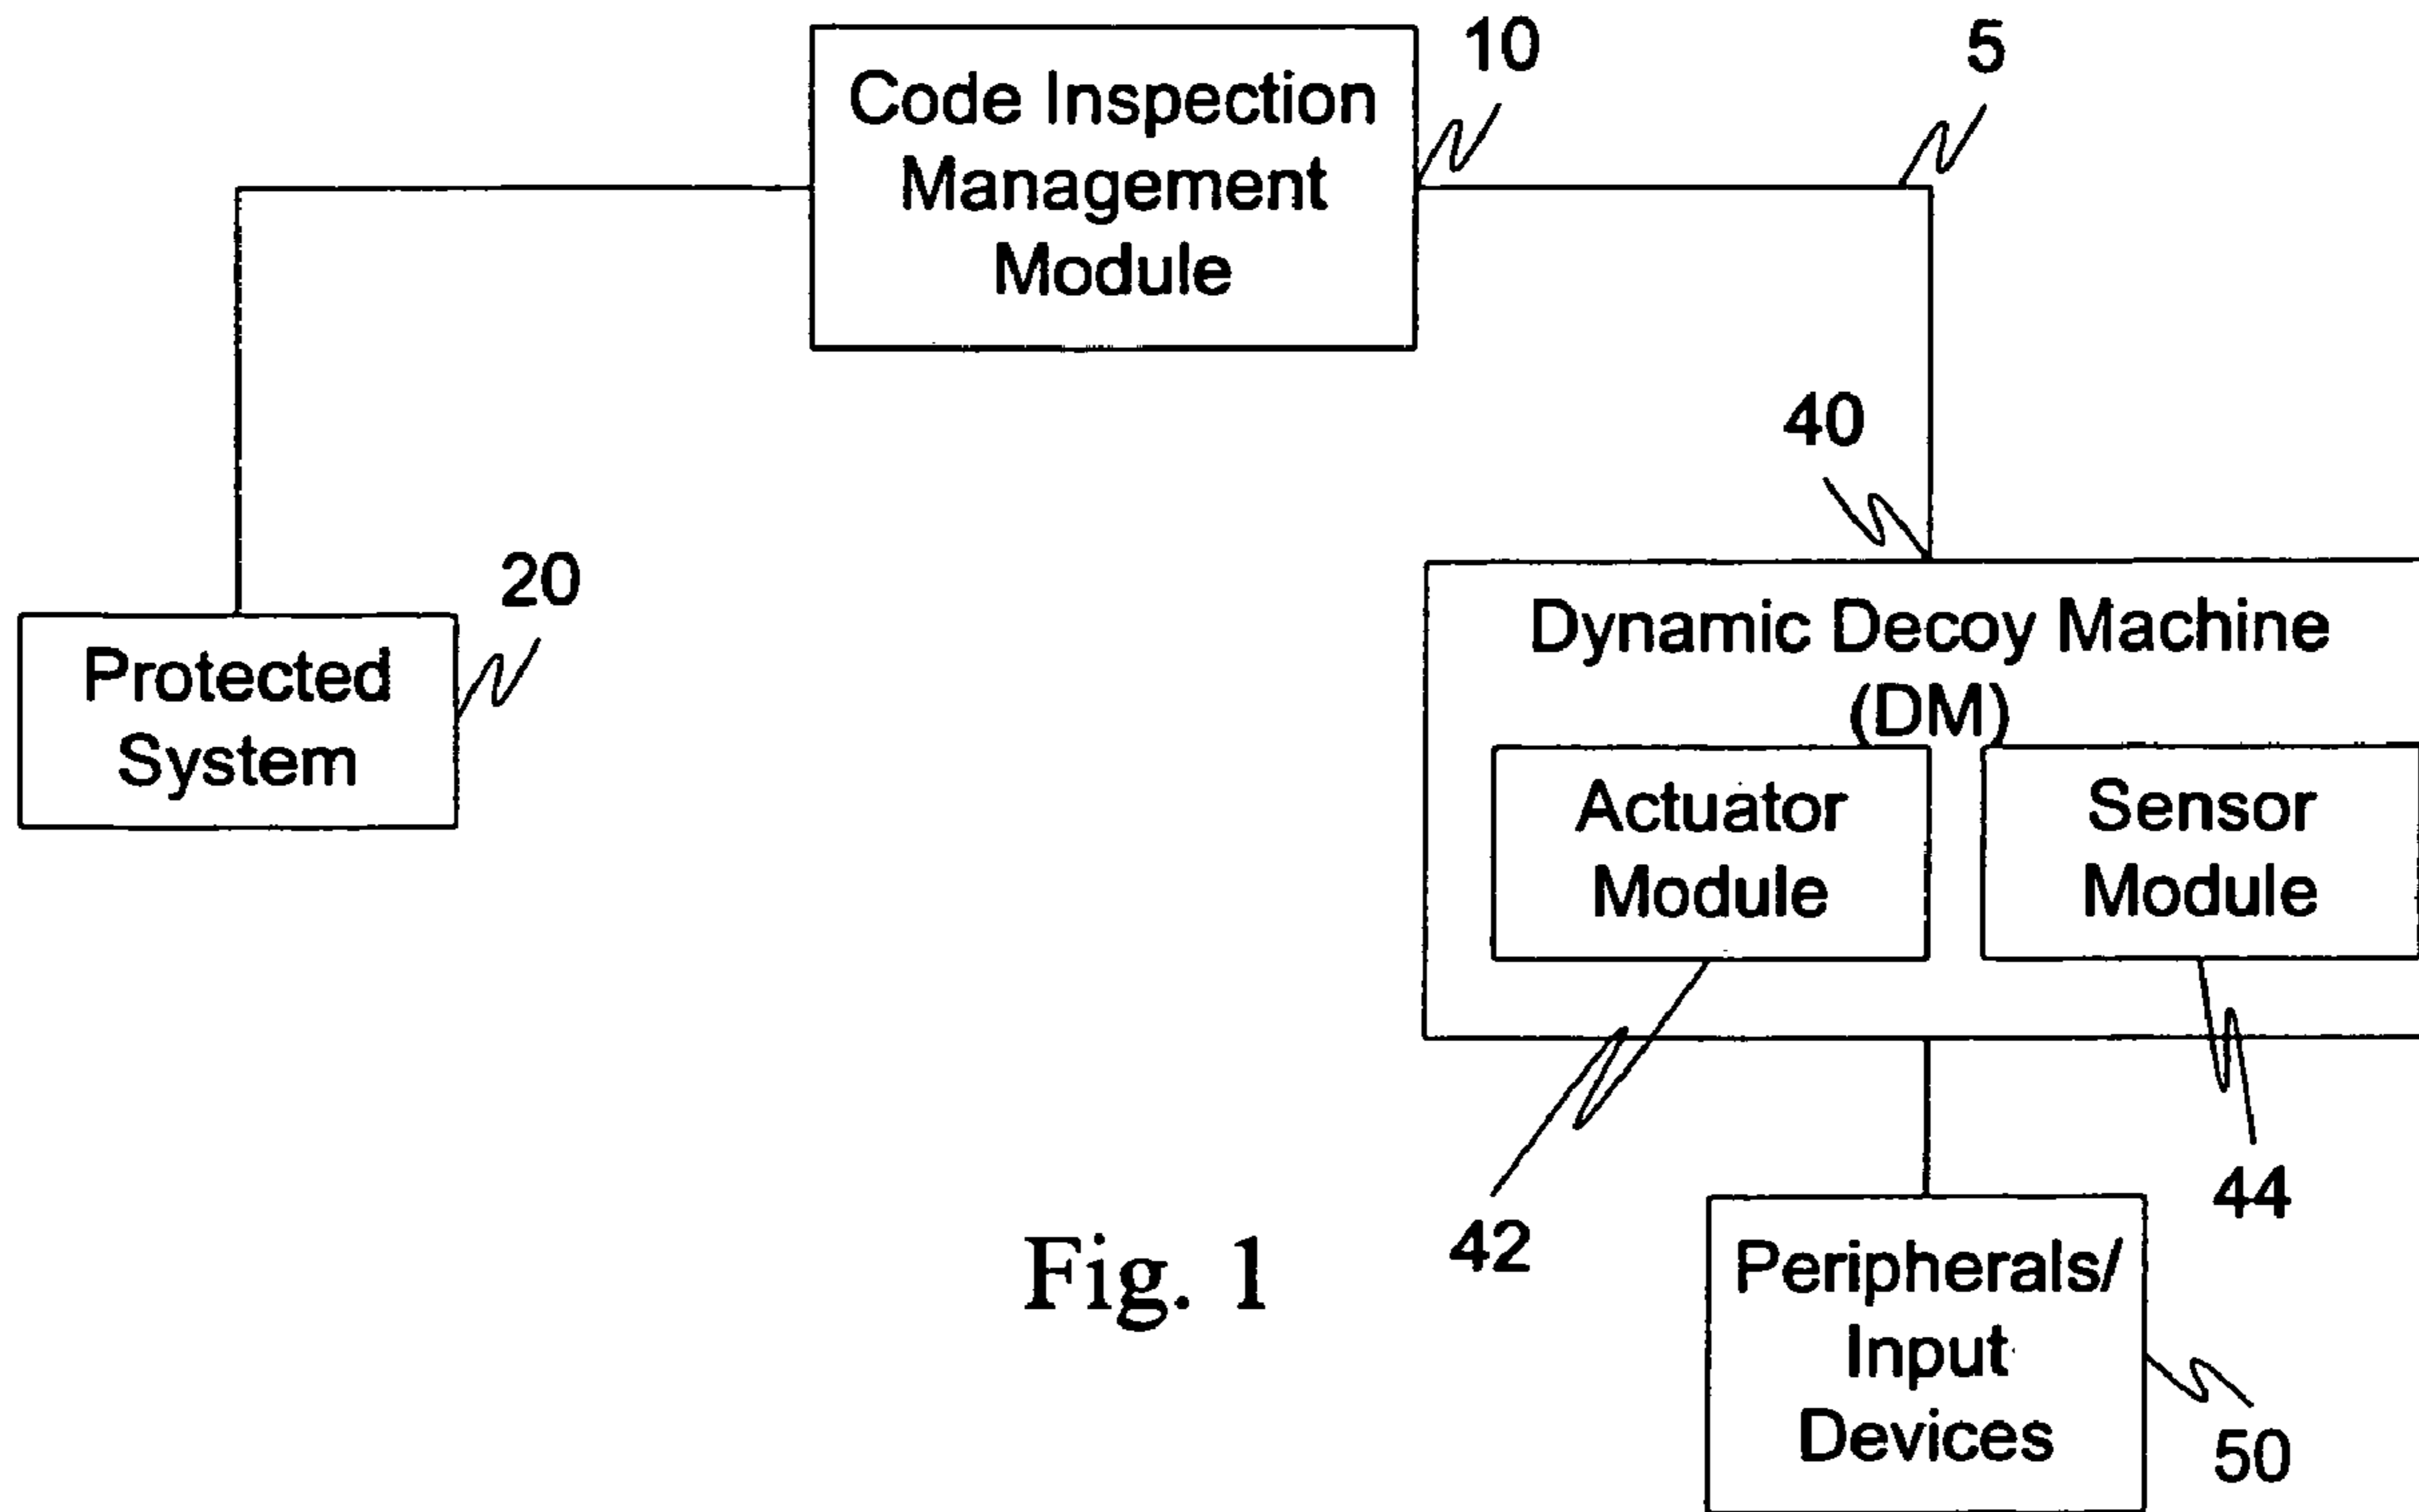 10
5
Code Inspection
Management
Module
40
20
Protected
System
Dynamic Decoy Machine
(DM)
Actuator
Module
Sensor
Module
42
44
Peripherals/
Input
Devices
50
Fig. 1